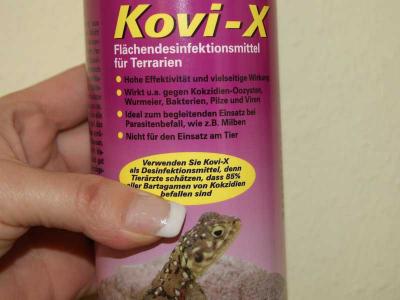 Kovi-X
Flächendesinfektionsmittel
für Terrarien
• Hohe Effektivität und vielseitige Wirkung
• Wirkt u.a. gegen Kokzidien-Oozysten,
Wurmeier, Bakterien, Pilze und Viren
• Ideal zum begleitenden Einsatz bei
Parasitenbefall, wie z.B. Milben
• Nicht für den Einsatz am Tier
Verwenden Sie Kovi-X
als Desinfektionsmittel, denn
Tierärzte schätzen, dass 85%
aller Bartagamen von Kokzidien
befallen sind